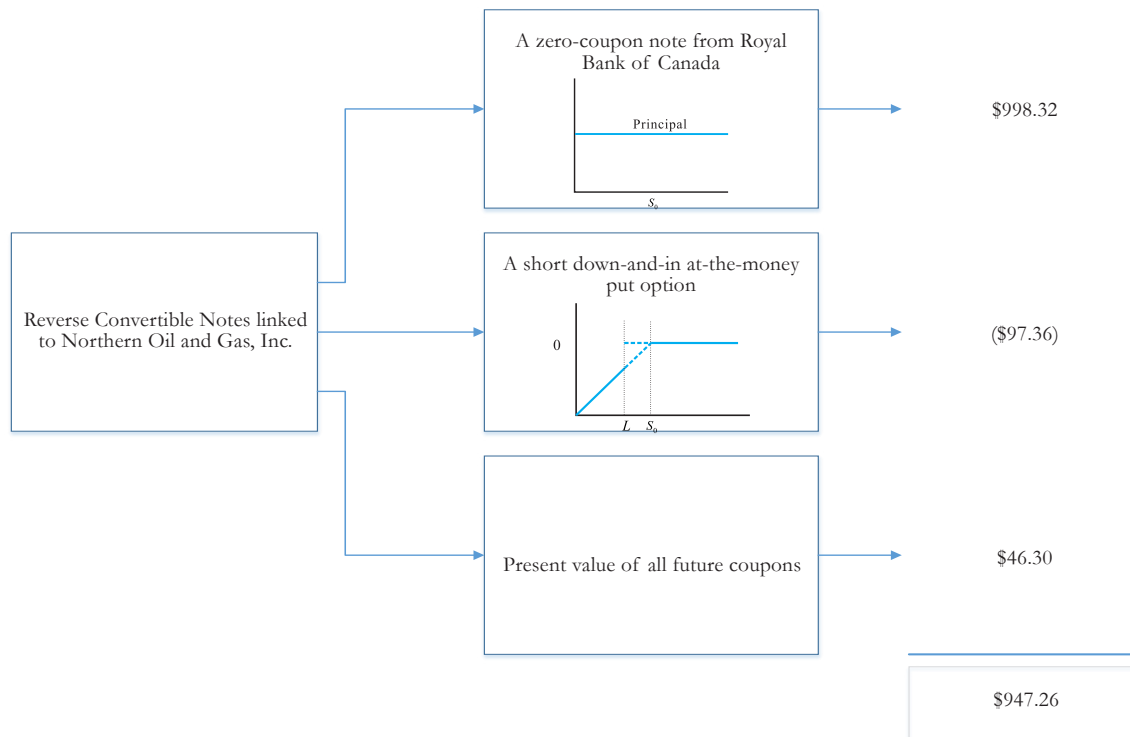 A zero-coupon note from Royal
Bank of Canada
Principal
S₀
$998.32
Reverse Convertible Notes linked
to Northern Oil and Gas, Inc.
A short down-and-in at-the-money
put option
0
L S₀
($97.36)
Present value of all future coupons
$46.30
$947.26